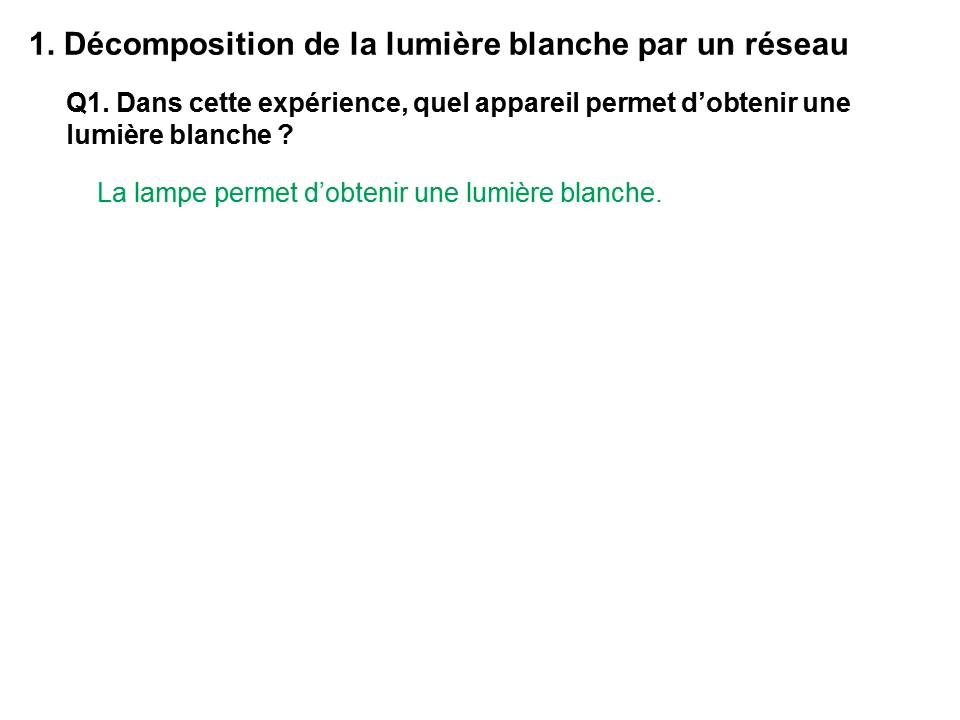 1. Décomposition de la lumière blanche par un réseau
Q1. Dans cette expérience, quel appareil permet d’obtenir une
lumière blanche ?
La lampe permet d’obtenir une lumière blanche.